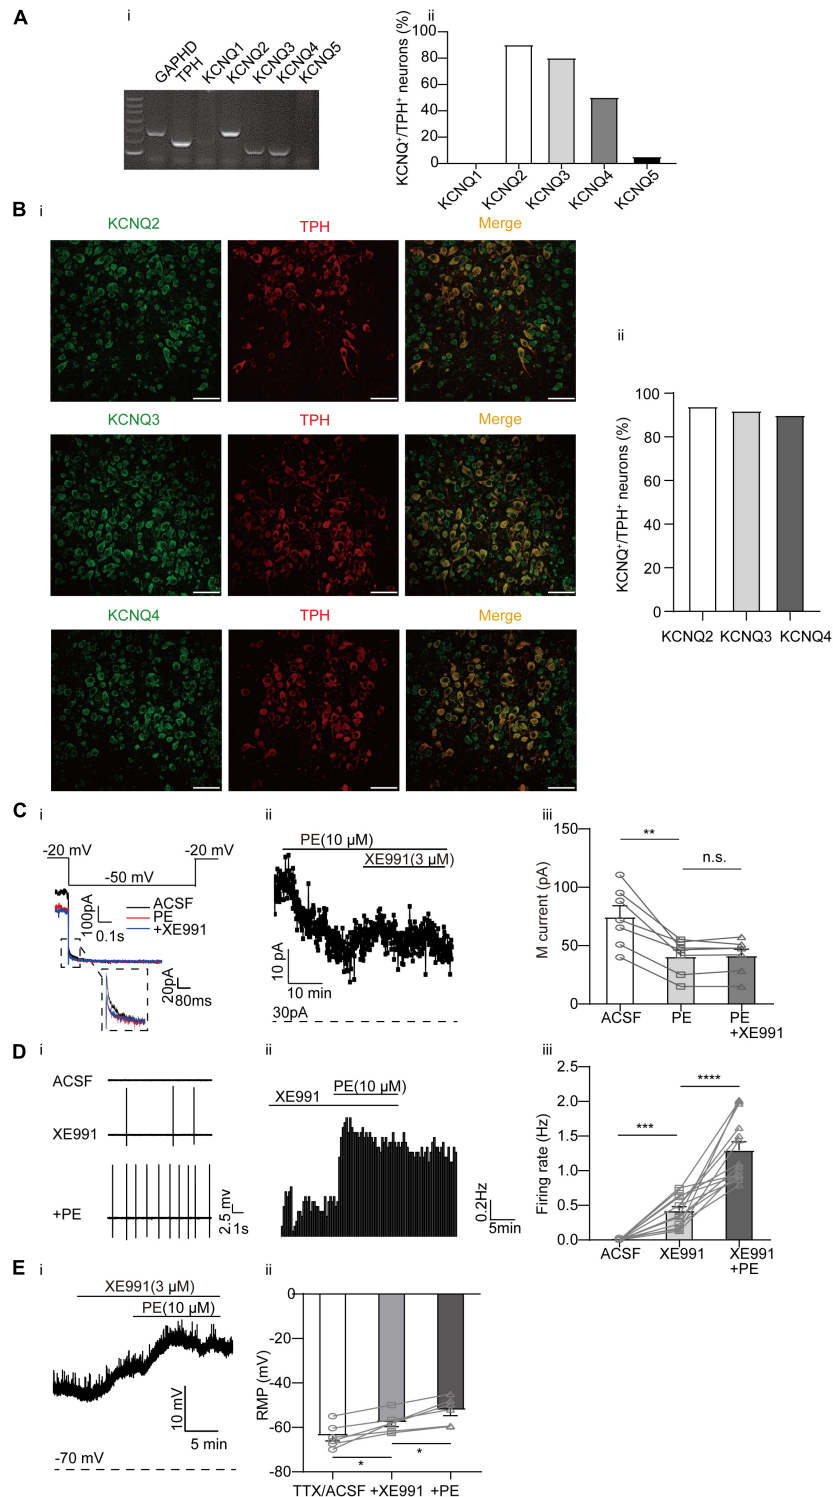 A
i
GAPHD
TPH
KCNQ1
KCNQ2
KCNQ3
KCNQ4
KCNQ5
ii
KCNQ⁺/TPH⁺ neurons (%)
100
80
60
40
20
0
KCNQ1
KCNQ2
KCNQ3
KCNQ4
KCNQ5
B
i
KCNQ2
TPH
Merge
KCNQ3
TPH
Merge
KCNQ4
TPH
Merge
ii
KCNQ⁺/TPH⁺ neurons (%)
100
80
60
40
20
0
KCNQ2 KCNQ3 KCNQ4
C
i
-20 mV
-20 mV
-50 mV
ACSF
PE
+XE991
100pA
0.1s
20pA
80ms
ii
PE(10 µM)
XE991(3 µM)
10 pA
10 min
30pA
iii
M current (pA)
150
100
50
0
**
n.s.
ACSF
PE
PE
+XE991
D
i
ACSF
XE991
+PE
2.5 mv
1s
ii
XE991
PE(10 µM)
0.2Hz
5min
iii
Firing rate (Hz)
2.5
2.0
1.5
1.0
0.5
0.0
***
****
ACSF
XE991
XE991
+PE
E
i
XE991(3 µM)
PE(10 µM)
10 mV
5 min
-70 mV
ii
RMP (mV)
0
-20
-40
-60
-80
*
*
TTX/ACSF +XE991 +PE